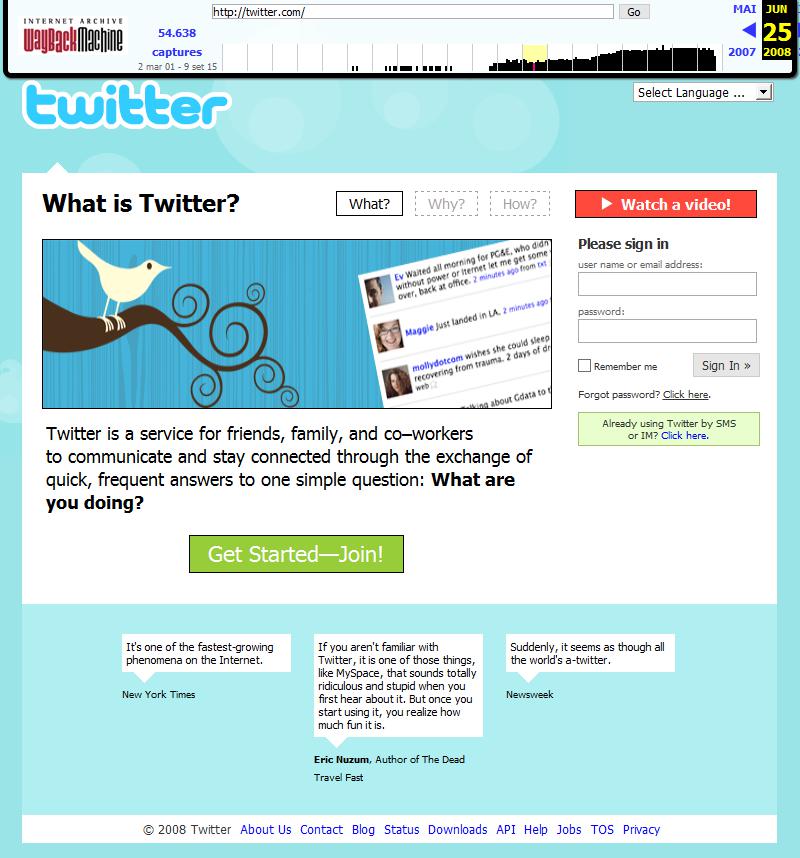 INTERNET ARCHIVE
WayBackMachine
http://twitter.com/
Go
54.638
captures
2 mar 01 - 9 set 15
MAI
JUN
25
2007
2008
twitter
Select Language ...
What is Twitter?
What?
Why?
How?
Watch a video!
Ev Waited all morning for PG&E, who didn
without power or Iternet let me get some
over, back at office. 2 minutes ago from txt
Maggie Just landed in LA. 2 minutes ago
mollydotcom wishes she could sleep
recovering from trauma. 2 days of dr
web
alking about Gdata to t
Please sign in
user name or email address:
password:
Remember me
Sign In »
Forgot password? Click here.
Already using Twitter by SMS
or IM? Click here.
Twitter is a service for friends, family, and co–workers
to communicate and stay connected through the exchange of
quick, frequent answers to one simple question: What are
you doing?
Get Started—Join!
It's one of the fastest-growing
phenomena on the Internet.
New York Times
If you aren't familiar with
Twitter, it is one of those things,
like MySpace, that sounds totally
ridiculous and stupid when you
first hear about it. But once you
start using it, you realize how
much fun it is.
Eric Nuzum, Author of The Dead
Travel Fast
Suddenly, it seems as though all
the world's a-twitter.
Newsweek
© 2008 Twitter About Us Contact Blog Status Downloads API Help Jobs TOS Privacy